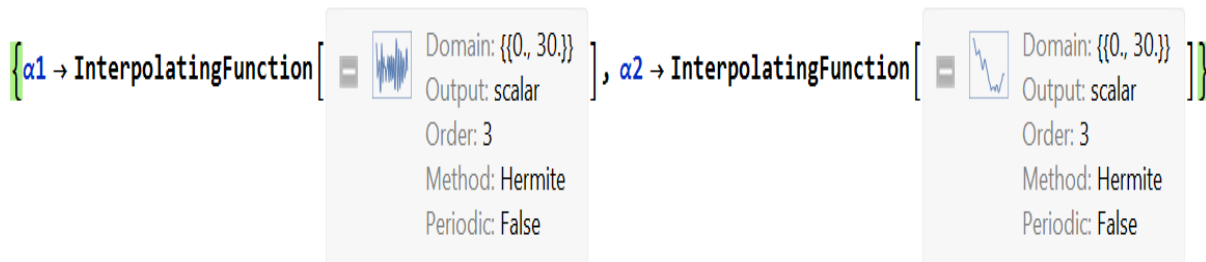 {α1 → InterpolatingFunction[ Domain: {{0., 30.}} Output: scalar Order: 3 Method: Hermite Periodic: False ], α2 → InterpolatingFunction[ Domain: {{0., 30.}} Output: scalar Order: 3 Method: Hermite Periodic: False ]}